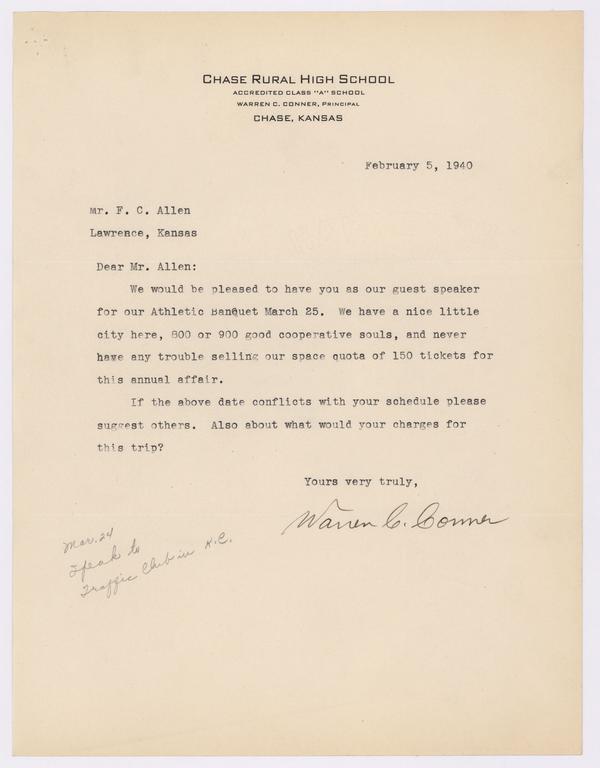 CHASE RURAL HIGH SCHOOL
ACCREDITED CLASS "A" SCHOOL
WARREN C. CONNER, PRINCIPAL
CHASE, KANSAS
February 5, 1940
Mr. F. C. Allen
Lawrence, Kansas
Dear Mr. Allen:
We would be pleased to have you as our guest speaker
for our Athletic Banquet March 25. We have a nice little
city here, 800 or 900 good cooperative souls, and never
have any trouble selling our space quota of 150 tickets for
this annual affair.
If the above date conflicts with your schedule please
suggest others. Also about what would your charges for
this trip?
Yours very truly,
Warren C. Conner
Mar. 24
Speak to
Traffic Club in K.C.